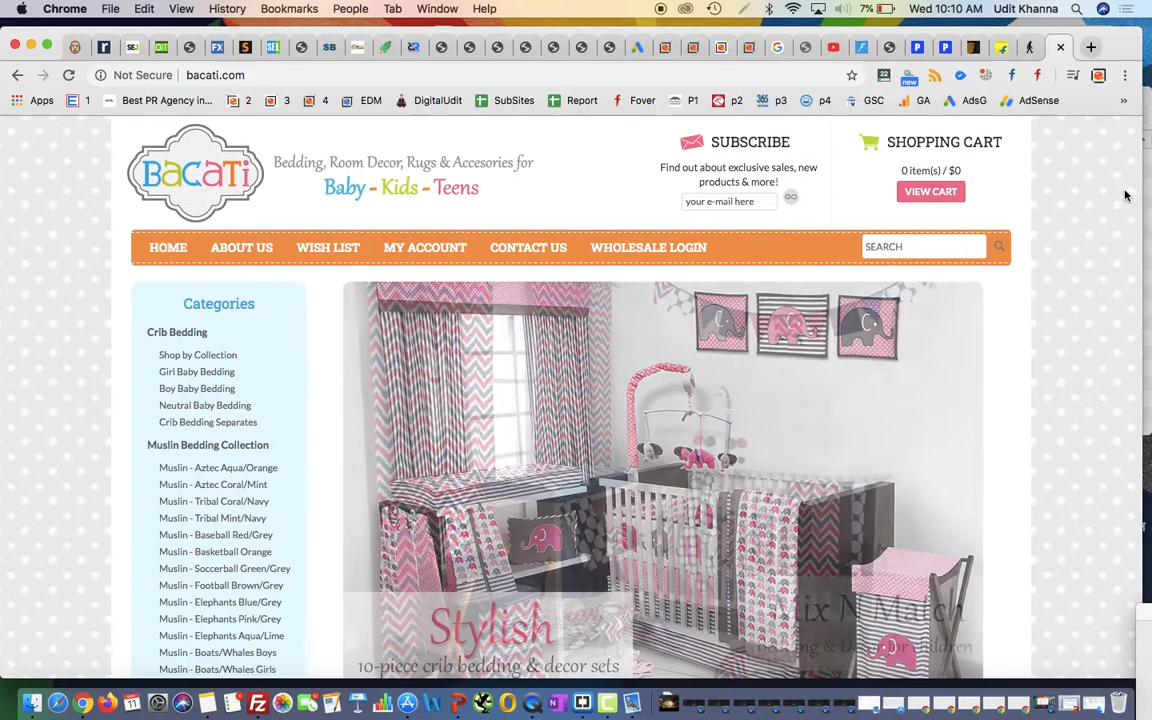 Chrome File Edit View History Bookmarks People Tab Window Help 7% Wed 10:10 AM Udit Khanna
Not Secure bacati.com
Apps 1 Best PR Agency in... 2 3 4 EDM DigitalUdit SubSites Report Fover P1 p2 p3 p4 GSC GA AdsG AdSense »
BACATI
Bedding, Room Decor, Rugs & Accesories for
Baby - Kids - Teens
SUBSCRIBE
Find out about exclusive sales, new
products & more!
your e-mail here GO
SHOPPING CART
0 item(s) / $0
VIEW CART
HOME ABOUT US WISH LIST MY ACCOUNT CONTACT US WHOLESALE LOGIN SEARCH
Categories
Crib Bedding
Shop by Collection
Girl Baby Bedding
Boy Baby Bedding
Neutral Baby Bedding
Crib Bedding Separates
Muslin Bedding Collection
Muslin - Aztec Aqua/Orange
Muslin - Aztec Coral/Mint
Muslin - Tribal Coral/Navy
Muslin - Tribal Mint/Navy
Muslin - Baseball Red/Grey
Muslin - Basketball Orange
Muslin - Soccerball Green/Grey
Muslin - Football Brown/Grey
Muslin - Elephants Blue/Grey
Muslin - Elephants Pink/Grey
Muslin - Elephants Aqua/Lime
Muslin - Boats/Whales Boys
Muslin - Boats/Whales Girls
Stylish
10-piece crib bedding & decor sets
Mix N Match